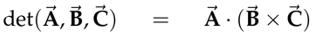 det(A⃗, B⃗, C⃗) = A⃗ · (B⃗ × C⃗)